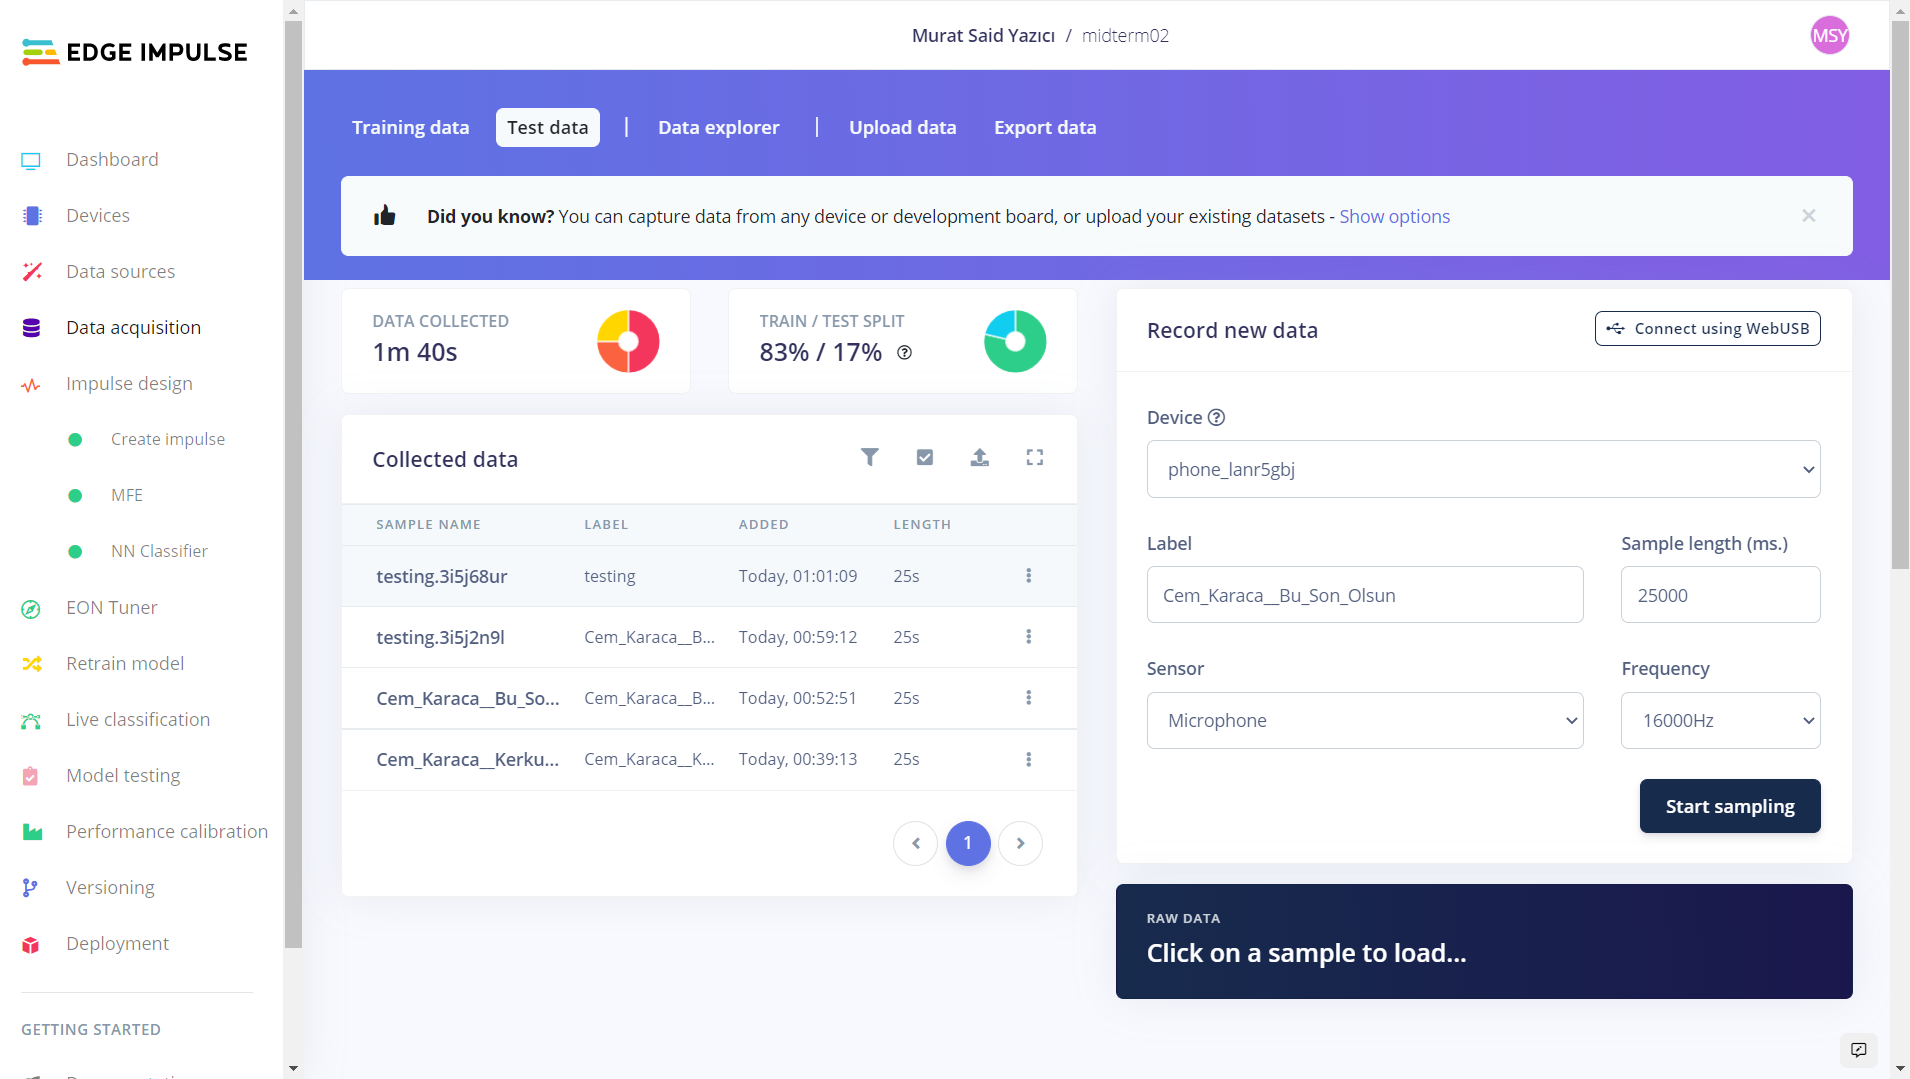 EDGE IMPULSE
Murat Said Yazıcı / midterm02
MSY
Dashboard
Devices
Data sources
Data acquisition
Impulse design
Create impulse
MFE
NN Classifier
EON Tuner
Retrain model
Live classification
Model testing
Performance calibration
Versioning
Deployment
GETTING STARTED
Training data
Test data
|
Data explorer
|
Upload data
Export data
Did you know? You can capture data from any device or development board, or upload your existing datasets - Show options
×
DATA COLLECTED
1m 40s
TRAIN / TEST SPLIT
83% / 17%
Collected data
SAMPLE NAME LABEL ADDED LENGTH
testing.3i5j68ur testing Today, 01:01:09 25s
testing.3i5j2n9l Cem_Karaca__B... Today, 00:59:12 25s
Cem_Karaca__Bu_So... Cem_Karaca__B... Today, 00:52:51 25s
Cem_Karaca__Kerku... Cem_Karaca__K... Today, 00:39:13 25s
1
Record new data
Connect using WebUSB
Device
phone_lanr5gbj
Label
Sample length (ms.)
Cem_Karaca__Bu_Son_Olsun
25000
Sensor
Frequency
Microphone
16000Hz
Start sampling
RAW DATA
Click on a sample to load...